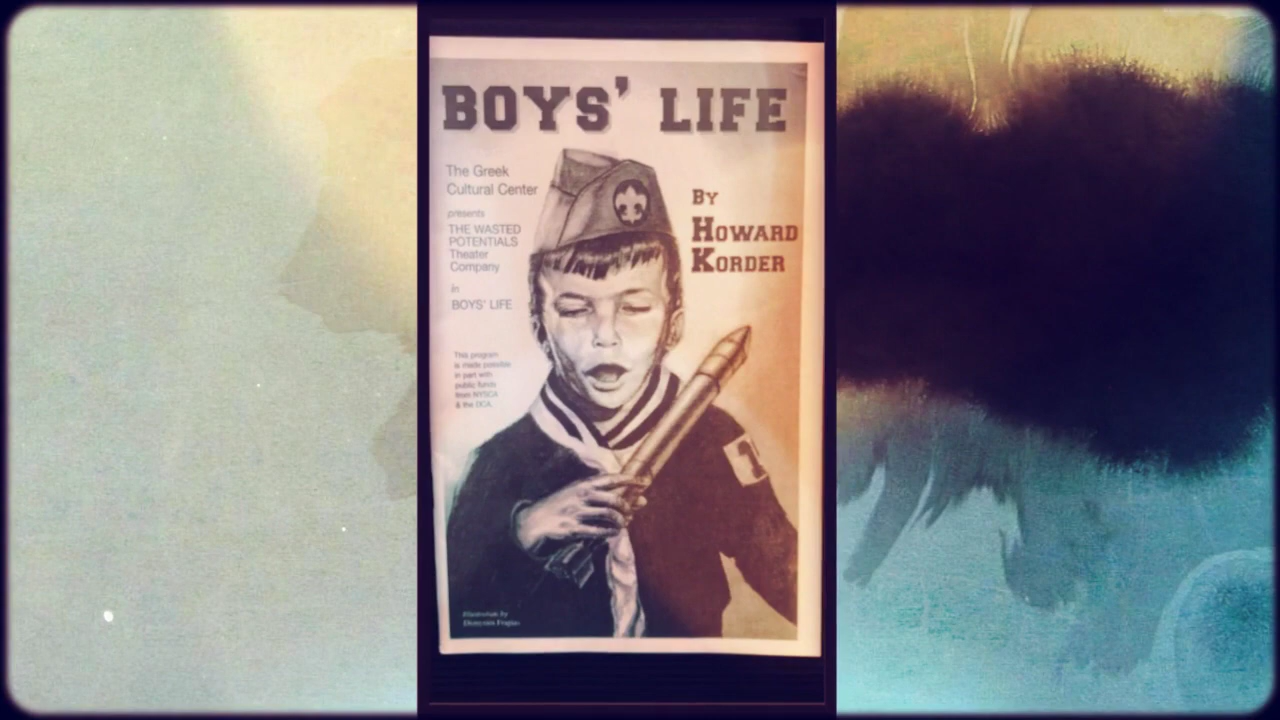 BOYS' LIFE
The Greek
Cultural Center
presents
THE WASTED
POTENTIALS
Theater
Company
in
BOYS' LIFE
This program
is made possible
in part with
public funds
from NYSCA
& the DCA.
BY
HOWARD
KORDER
1
Illustration by